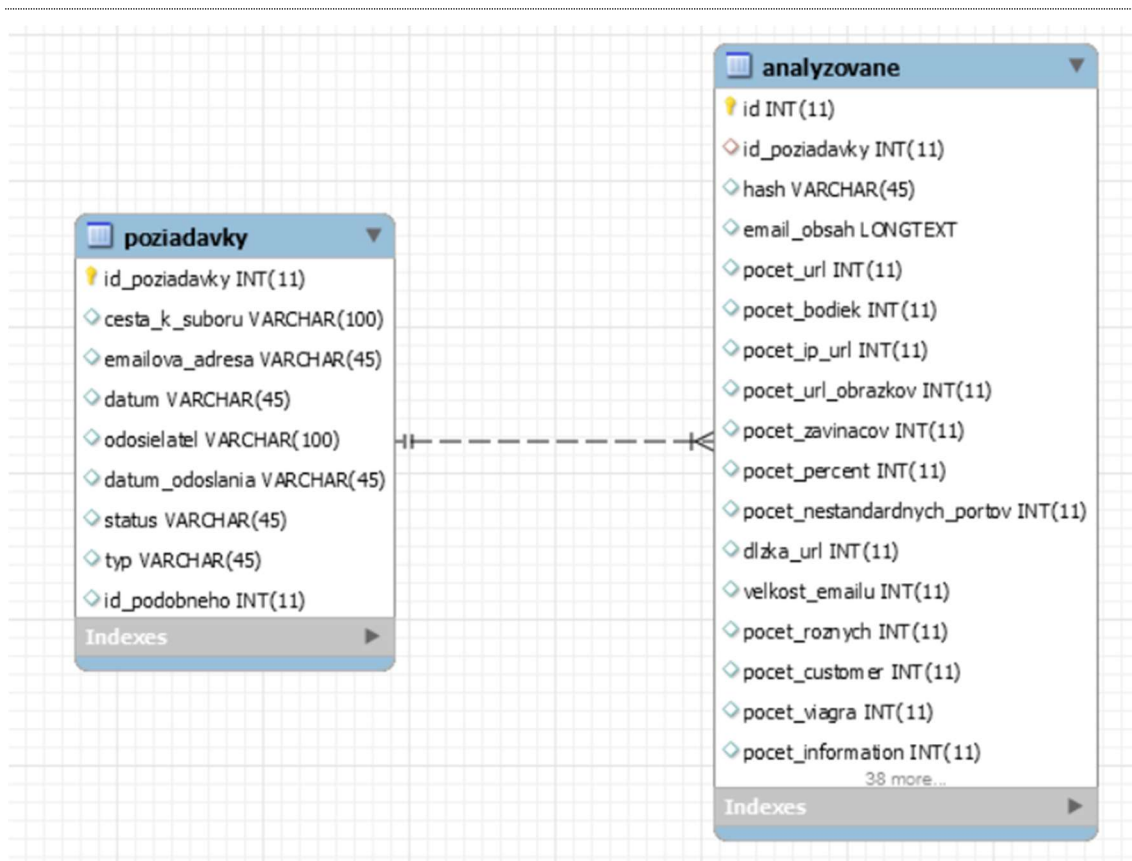 poziadavky
id_poziadavky INT(11)
cesta_k_suboru VARCHAR(100)
emailova_adresa VARCHAR(45)
datum VARCHAR(45)
odosielatel VARCHAR(100)
datum_odoslania VARCHAR(45)
status VARCHAR(45)
typ VARCHAR(45)
id_podobneho INT(11)
Indexes
analyzovane
id INT(11)
id_poziadavky INT(11)
hash VARCHAR(45)
email_obsah LONGTEXT
pocet_url INT(11)
pocet_bodiek INT(11)
pocet_ip_url INT(11)
pocet_url_obrazkov INT(11)
pocet_zavinacov INT(11)
pocet_percent INT(11)
pocet_nestandardnych_portov INT(11)
dlzka_url INT(11)
velkost_emailu INT(11)
pocet_roznych INT(11)
pocet_customer INT(11)
pocet_viagra INT(11)
pocet_information INT(11)
38 more...
Indexes